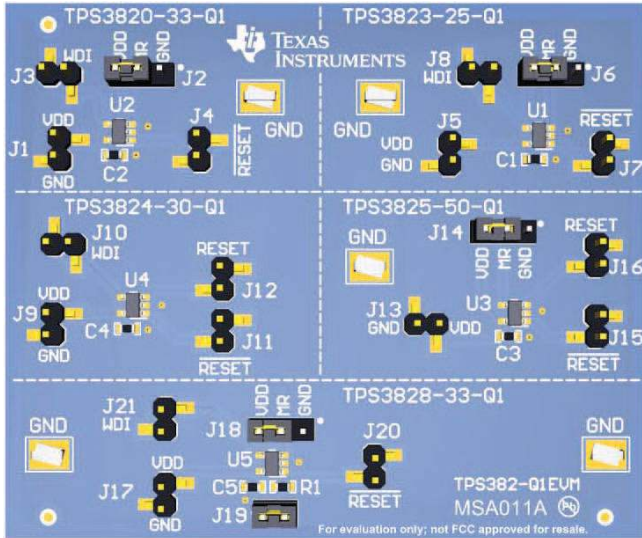 TPS3820-33-Q1
TPS3823-25-Q1
J3
WDI
VDD
MR
GND
J2
TEXAS
INSTRUMENTS
J8
WDI
VDD
MR
GND
J6
U2
J4
GND
GND
J5
U1
RESET
VDD
J1
GND
C2
RESET
VDD
GND
C1
J7
TPS3824-30-Q1
TPS3825-50-Q1
J10
WDI
GND
J14
VDD
MR
GND
RESET
J16
U4
RESET
J12
VDD
J9
GND
C4
J11
RESET
J13
GND
VDD
U3
C3
J15
RESET
TPS3828-33-Q1
J21
WDI
VDD
MR
GND
J18
J20
GND
GND
U5
VDD
J17
GND
C5
R1
RESET
J19
TPS382-Q1EVM
MSA011A
Pb
For evaluation only; not FCC approved for resale.